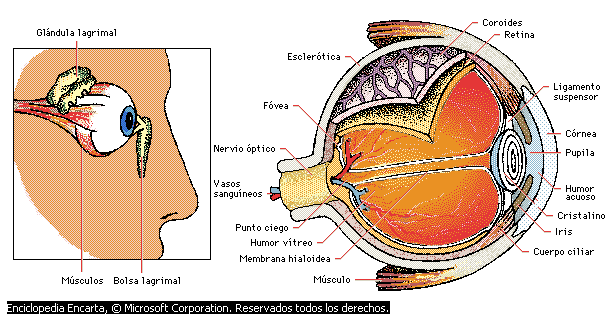 Glándula lagrimal
Músculos
Bolsa lagrimal
Coroides
Retina
Esclerótica
Ligamento
suspensor
Fóvea
Córnea
Nervio óptico
Pupila
Vasos
sanguíneos
Humor
acuoso
Cristalino
Punto ciego
Iris
Humor vítreo
Cuerpo ciliar
Membrana hialoidea
Músculo
Enciclopedia Encarta, © Microsoft Corporation. Reservados todos los derechos.